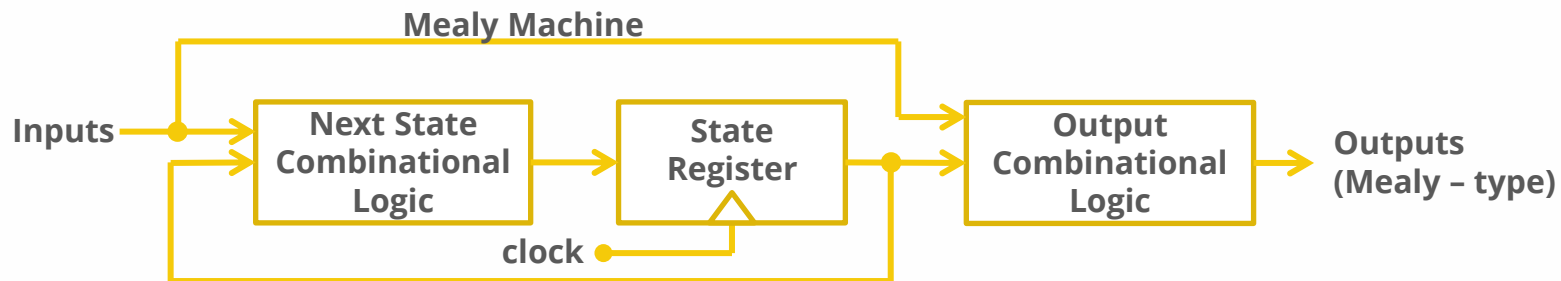 Mealy Machine
Inputs
Next State
Combinational
Logic
State
Register
Output
Combinational
Logic
Outputs
(Mealy – type)
clock